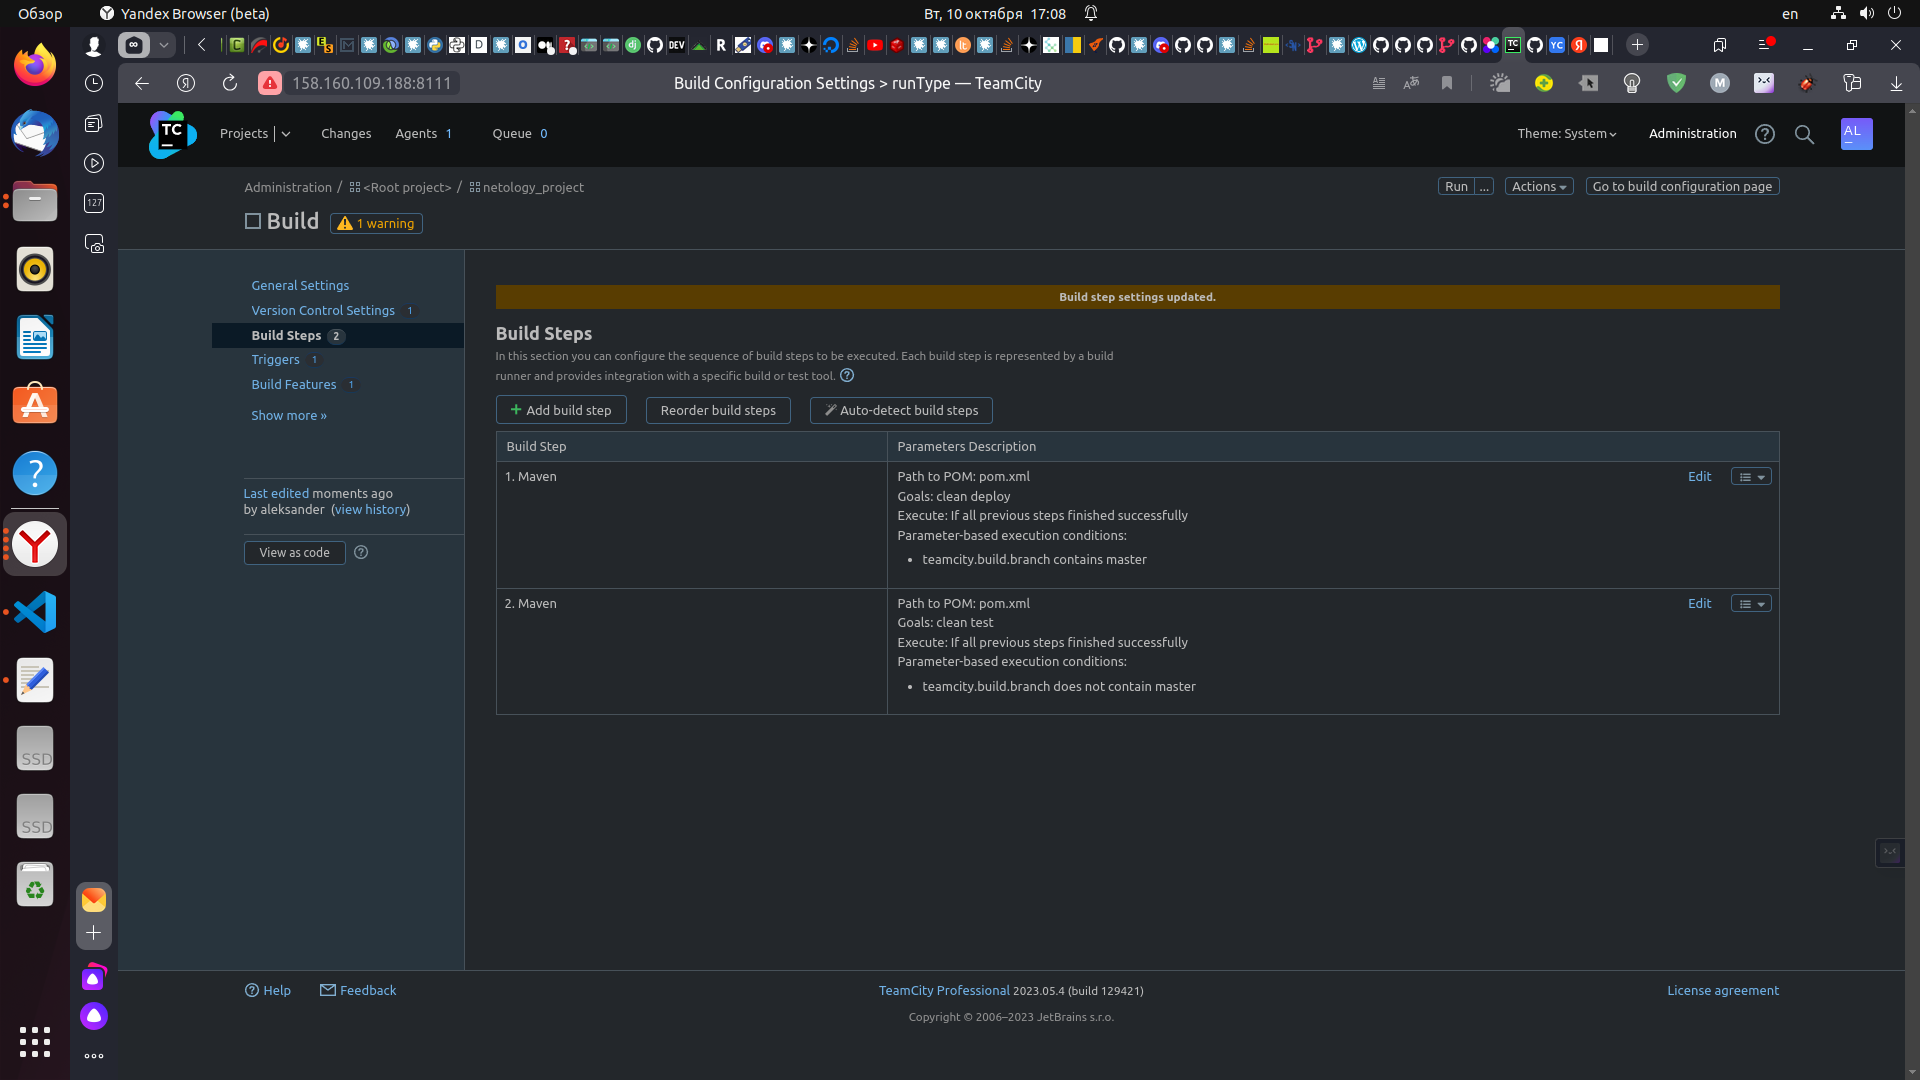 Обзор
Yandex Browser (beta)
Вт, 10 октября 17:08
en
158.160.109.188:8111
Build Configuration Settings > runType — TeamCity
127
TC
Projects
Changes
Agents 1
Queue 0
Theme: System
Administration
AL
Administration / <Root project> / netology_project
Run ...
Actions
Go to build configuration page
Build
1 warning
General Settings
Version Control Settings 1
Build Steps 2
Triggers 1
Build Features 1
Show more »
Last edited moments ago
by aleksander (view history)
View as code
Build step settings updated.
Build Steps
In this section you can configure the sequence of build steps to be executed. Each build step is represented by a build
runner and provides integration with a specific build or test tool.
+ Add build step
Reorder build steps
Auto-detect build steps
Build Step
Parameters Description
1. Maven
Path to POM: pom.xml
Edit
Goals: clean deploy
Execute: If all previous steps finished successfully
Parameter-based execution conditions:
• teamcity.build.branch contains master
2. Maven
Path to POM: pom.xml
Edit
Goals: clean test
Execute: If all previous steps finished successfully
Parameter-based execution conditions:
• teamcity.build.branch does not contain master
SSD
SSD
Help
Feedback
TeamCity Professional 2023.05.4 (build 129421)
License agreement
Copyright © 2006–2023 JetBrains s.r.o.